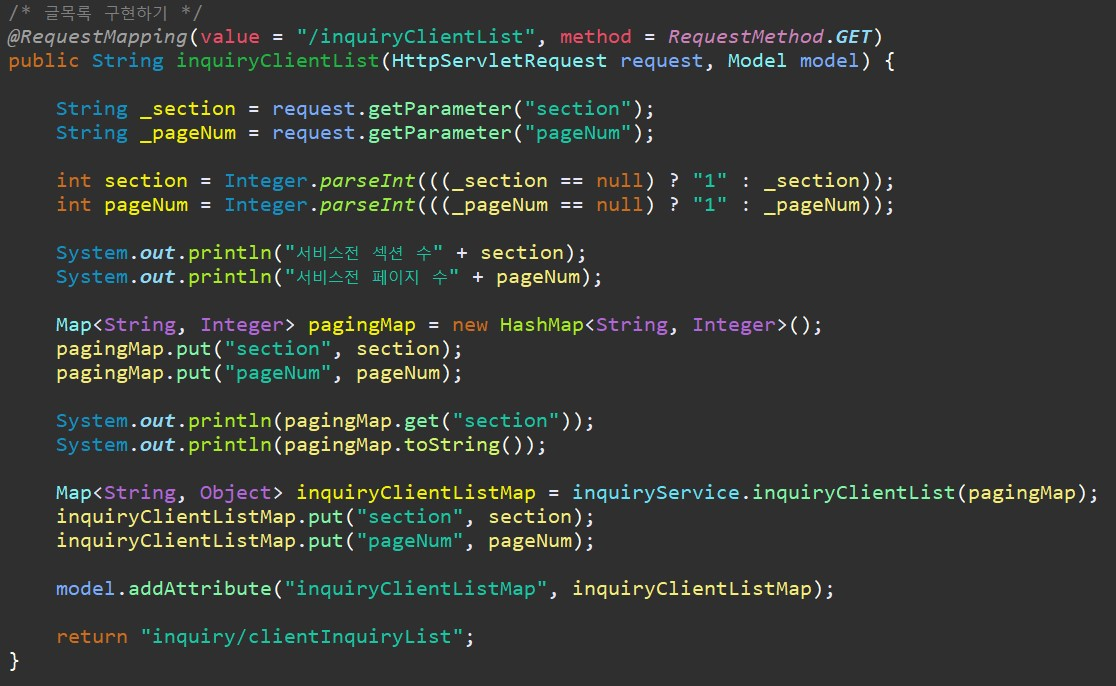 /* 글목록 구현하기 */
@RequestMapping(value = "/inquiryClientList", method = RequestMethod.GET)
public String inquiryClientList(HttpServletRequest request, Model model) {
String _section = request.getParameter("section");
String _pageNum = request.getParameter("pageNum");
int section = Integer.parseInt(((_section == null) ? "1" : _section));
int pageNum = Integer.parseInt(((_pageNum == null) ? "1" : _pageNum));
System.out.println("서비스전 섹션 수" + section);
System.out.println("서비스전 페이지 수" + pageNum);
Map<String, Integer> pagingMap = new HashMap<String, Integer>();
pagingMap.put("section", section);
pagingMap.put("pageNum", pageNum);
System.out.println(pagingMap.get("section"));
System.out.println(pagingMap.toString());
Map<String, Object> inquiryClientListMap = inquiryService.inquiryClientList(pagingMap);
inquiryClientListMap.put("section", section);
inquiryClientListMap.put("pageNum", pageNum);
model.addAttribute("inquiryClientListMap", inquiryClientListMap);
return "inquiry/clientInquiryList";
}